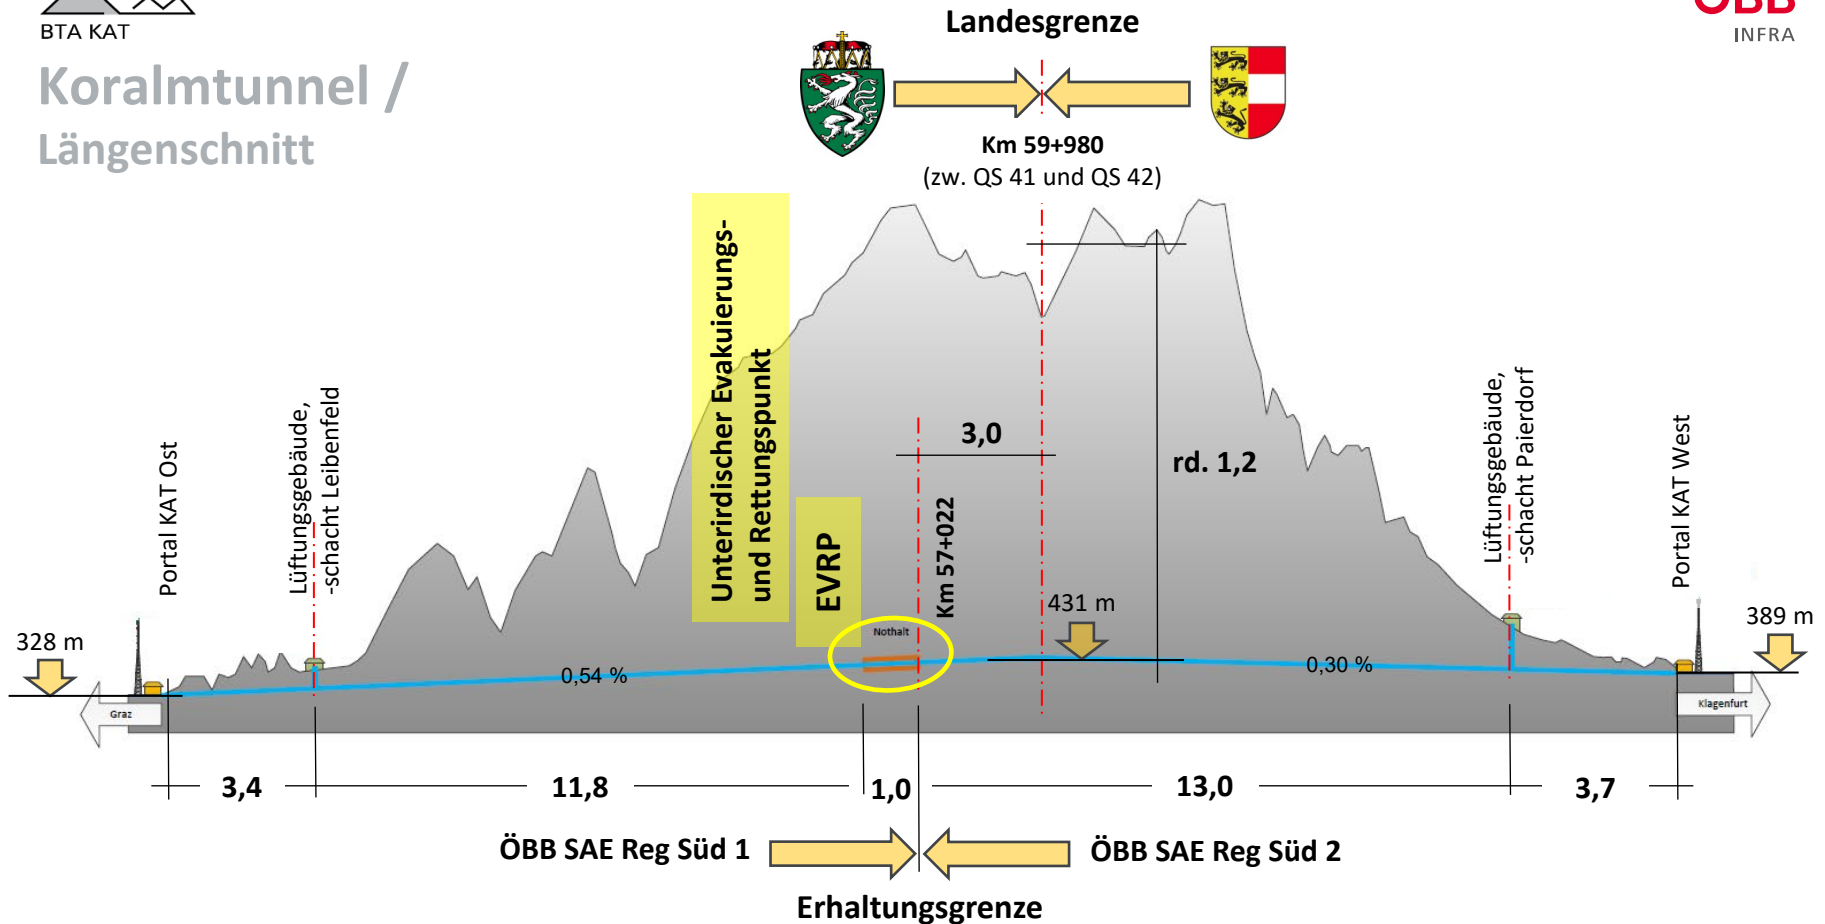 BTA KAT
ÖBB
INFRA
Koralmtunnel /
Längenschnitt
Landesgrenze
Km 59+980
(zw. QS 41 und QS 42)
Unterirdischer Evakuierungs-
und Rettungspunkt
EVRP
Nothalt
Km 57+022
3,0
rd. 1,2
431 m
Portal KAT Ost
Lüftungsgebäude,
-schacht Leibenfeld
Lüftungsgebäude,
-schacht Paierdorf
Portal KAT West
328 m
389 m
0,54 %
0,30 %
Graz
Klagenfurt
3,4
11,8
1,0
13,0
3,7
ÖBB SAE Reg Süd 1
ÖBB SAE Reg Süd 2
Erhaltungsgrenze